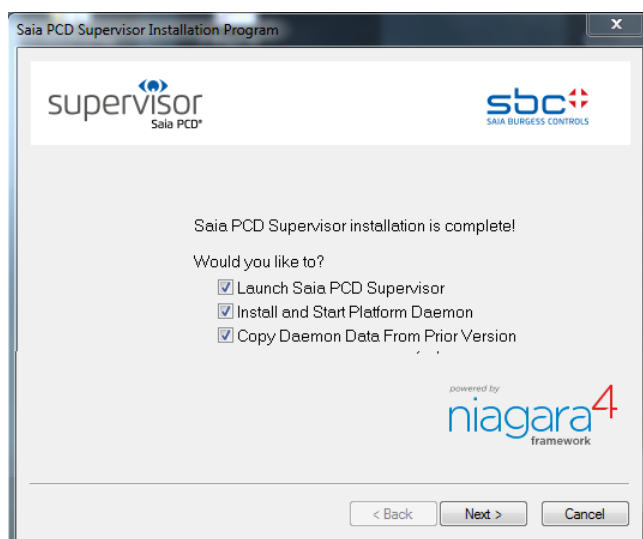 Saia PCD Supervisor Installation Program
x
supervisor
Saia PCD®
sbc
SAIA BURGESS CONTROLS
Saia PCD Supervisor installation is complete!
Would you like to?
Launch Saia PCD Supervisor
Install and Start Platform Daemon
Copy Daemon Data From Prior Version
powered by
niagara4
framework
< Back Next > Cancel